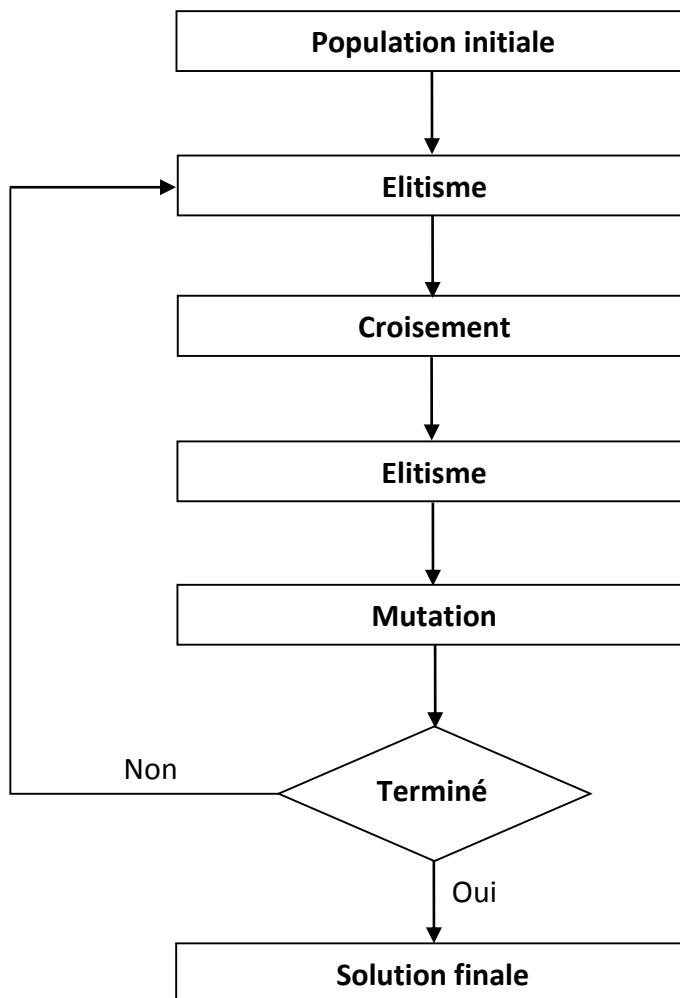 Population initiale
Elitisme
Croisement
Elitisme
Mutation
Non
Terminé
Oui
Solution finale